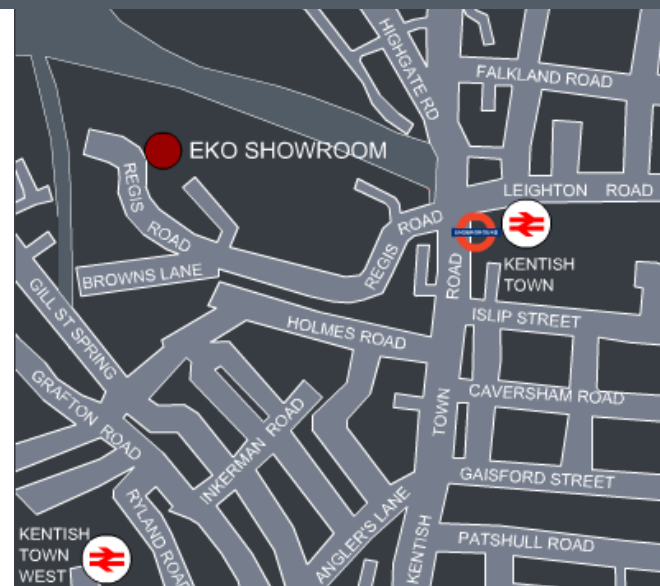 HIGHGATE RD
FALKLAND ROAD
EKO SHOWROOM
REGIS
ROAD
LEIGHTON ROAD
REGIS ROAD
UNDERGROUND
KENTISH
TOWN
BROWNS LANE
GILL ST SPRING
HOLMES ROAD
ISLIP STREET
GRAFTON ROAD
INKERMAN ROAD
CAVERSHAM ROAD
KENTISH TOWN ROAD
GAISFORD STREET
RYLAND ROAD
ANGLER'S LANE
PATSHULL ROAD
KENTISH
TOWN
WEST